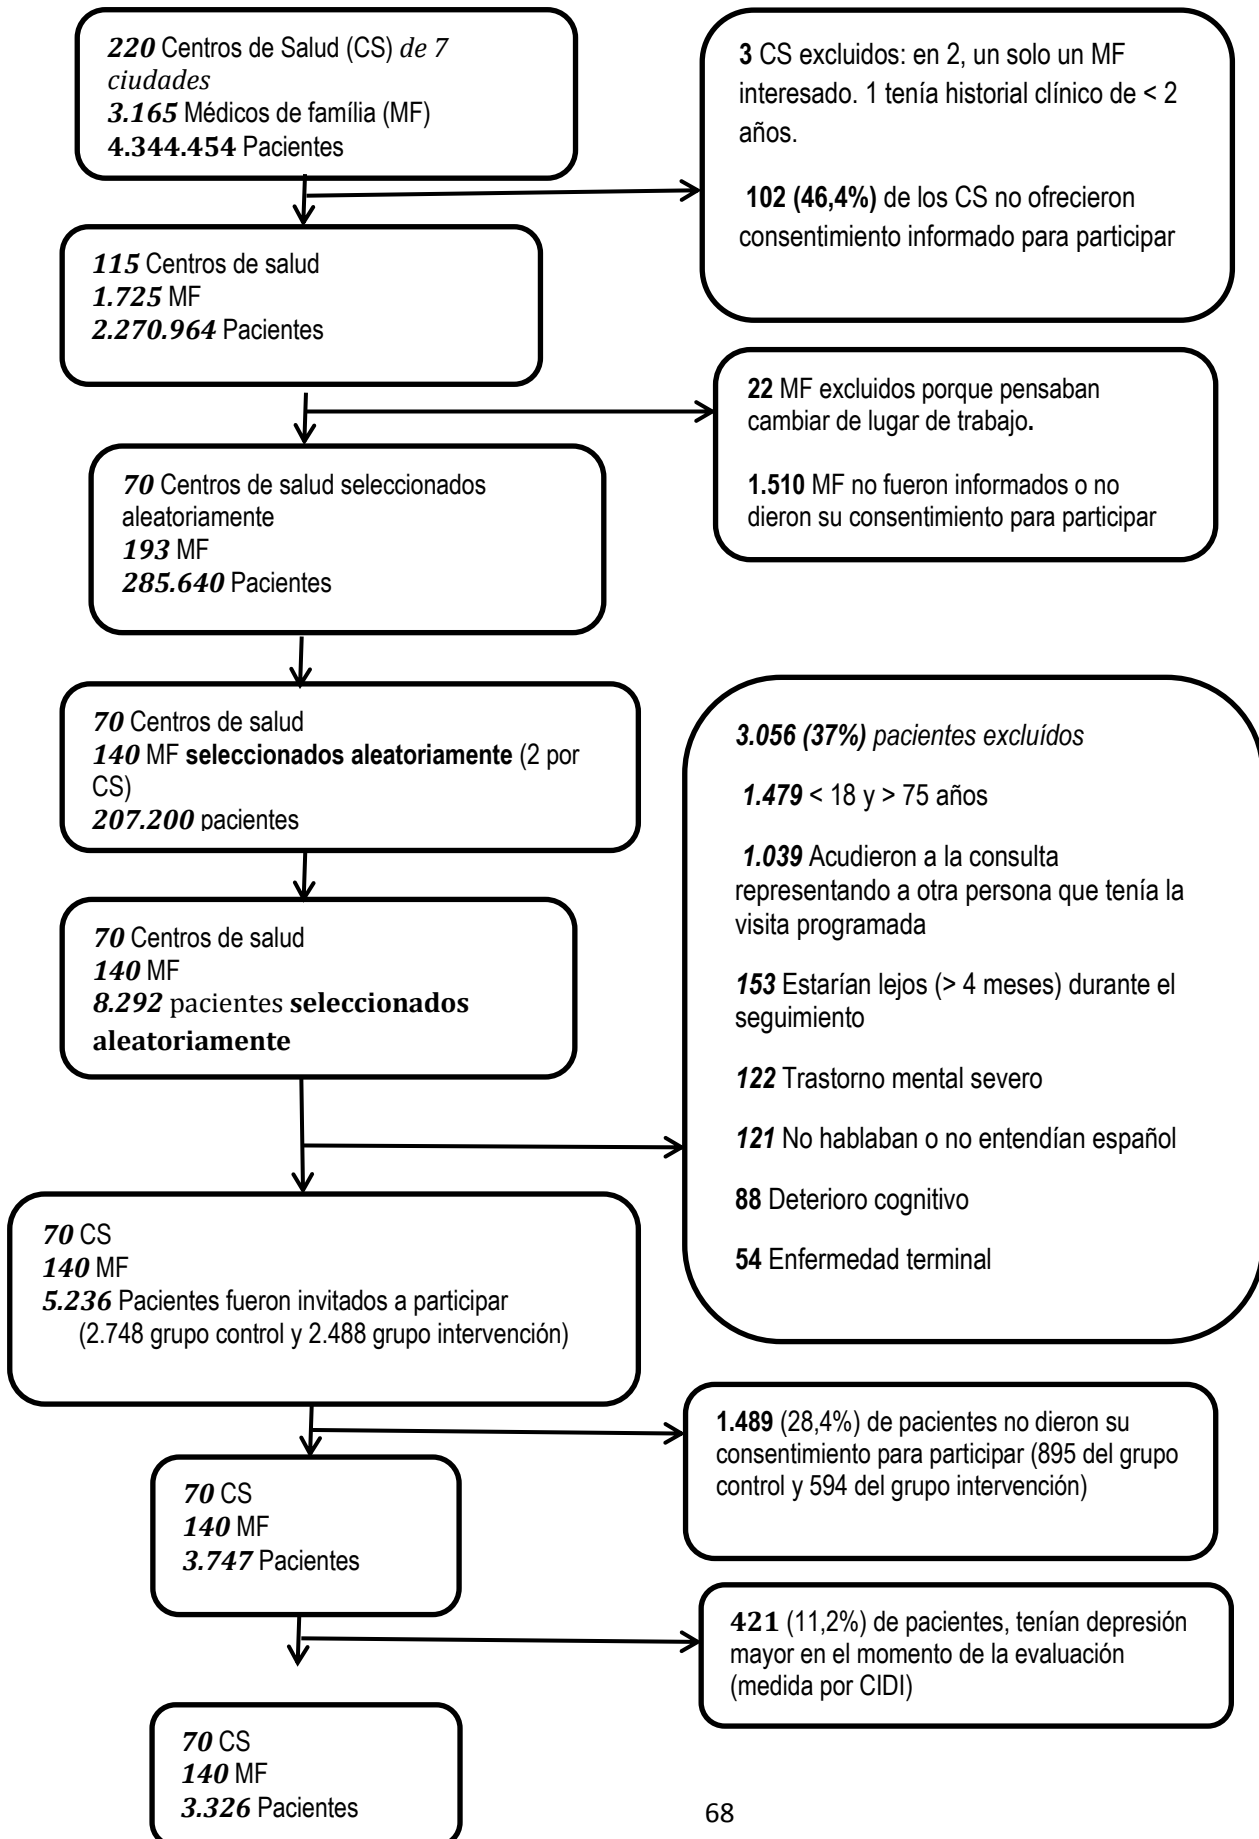 220 Centros de Salud (CS) de 7
ciudades
3.165 Médicos de família (MF)
4.344.454 Pacientes
3 CS excluidos: en 2, un solo un MF
interesado. 1 tenía historial clínico de < 2
años.
102 (46,4%) de los CS no ofrecieron
consentimiento informado para participar
115 Centros de salud
1.725 MF
2.270.964 Pacientes
22 MF excluidos porque pensaban
cambiar de lugar de trabajo.
1.510 MF no fueron informados o no
dieron su consentimiento para participar
70 Centros de salud seleccionados
aleatoriamente
193 MF
285.640 Pacientes
70 Centros de salud
140 MF seleccionados aleatoriamente (2 por
CS)
207.200 pacientes
3.056 (37%) pacientes excluídos
1.479 < 18 y > 75 años
1.039 Acudieron a la consulta
representando a otra persona que tenía la
visita programada
153 Estarían lejos (> 4 meses) durante el
seguimiento
122 Trastorno mental severo
121 No hablaban o no entendían español
88 Deterioro cognitivo
54 Enfermedad terminal
70 Centros de salud
140 MF
8.292 pacientes seleccionados
aleatoriamente
70 CS
140 MF
5.236 Pacientes fueron invitados a participar
(2.748 grupo control y 2.488 grupo intervención)
1.489 (28,4%) de pacientes no dieron su
consentimiento para participar (895 del grupo
control y 594 del grupo intervención)
70 CS
140 MF
3.747 Pacientes
421 (11,2%) de pacientes, tenían depresión
mayor en el momento de la evaluación
(medida por CIDI)
70 CS
140 MF
3.326 Pacientes
68